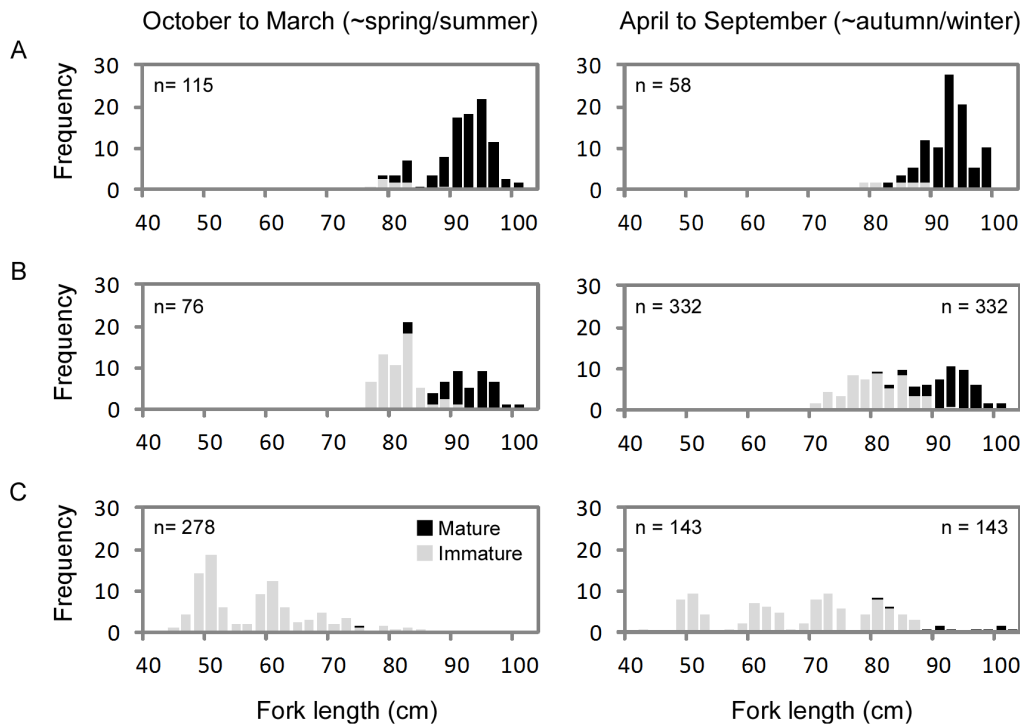 October to March (~spring/summer)
April to September (~autumn/winter)
A
Frequency
30
20
10
0
n= 115
40 50 60 70 80 90 100
30
20
10
0
n = 58
40 50 60 70 80 90 100
B
Frequency
30
20
10
0
n= 76
40 50 60 70 80 90 100
30
20
10
0
n = 332
n = 332
40 50 60 70 80 90 100
C
Frequency
30
20
10
0
n= 278
Mature
Immature
40 50 60 70 80 90 100
Fork length (cm)
30
20
10
0
n = 143
n = 143
40 50 60 70 80 90 100
Fork length (cm)